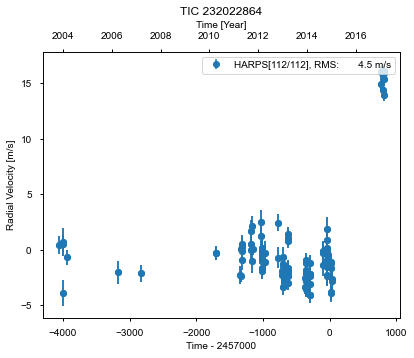 TIC 232022864
Time [Year]
2004 2006 2008 2010 2012 2014 2016
HARPS[112/112], RMS: 4.5 m/s
15
10
5
0
−5
Radial Velocity [m/s]
−4000 −3000 −2000 −1000 0 1000
Time - 2457000